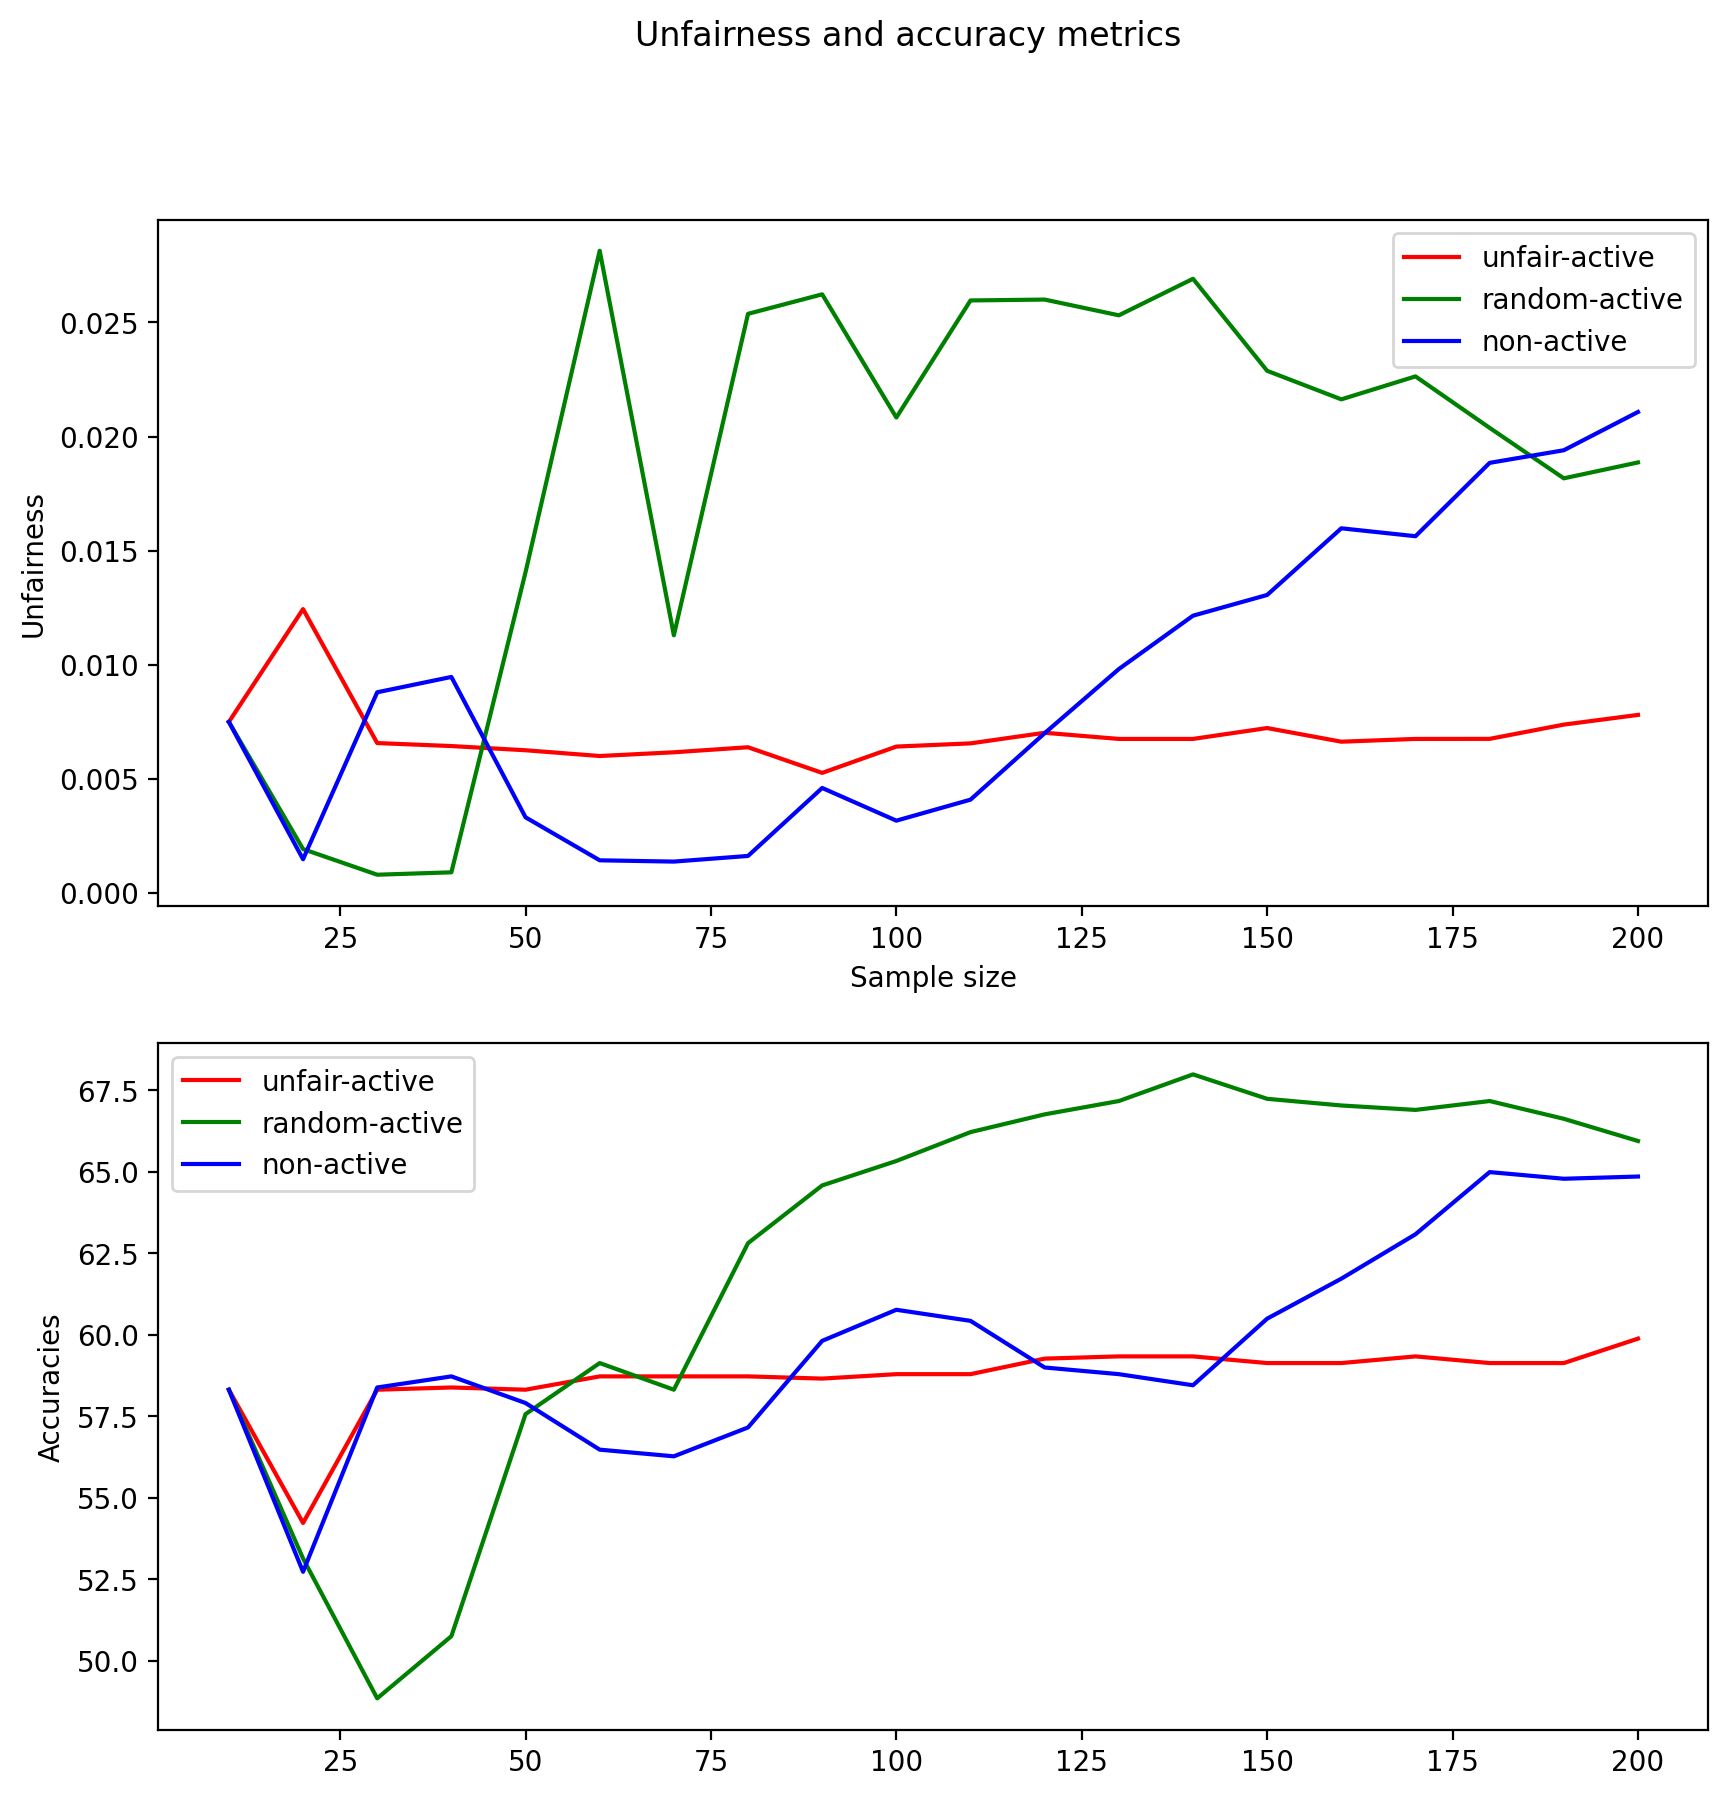 Unfairness and accuracy metrics
unfair-active
random-active
non-active
0.025
0.020
0.015
0.010
0.005
0.000
Unfairness
25 50 75 100 125 150 175 200
Sample size
unfair-active
random-active
non-active
67.5
65.0
62.5
60.0
57.5
55.0
52.5
50.0
Accuracies
25 50 75 100 125 150 175 200